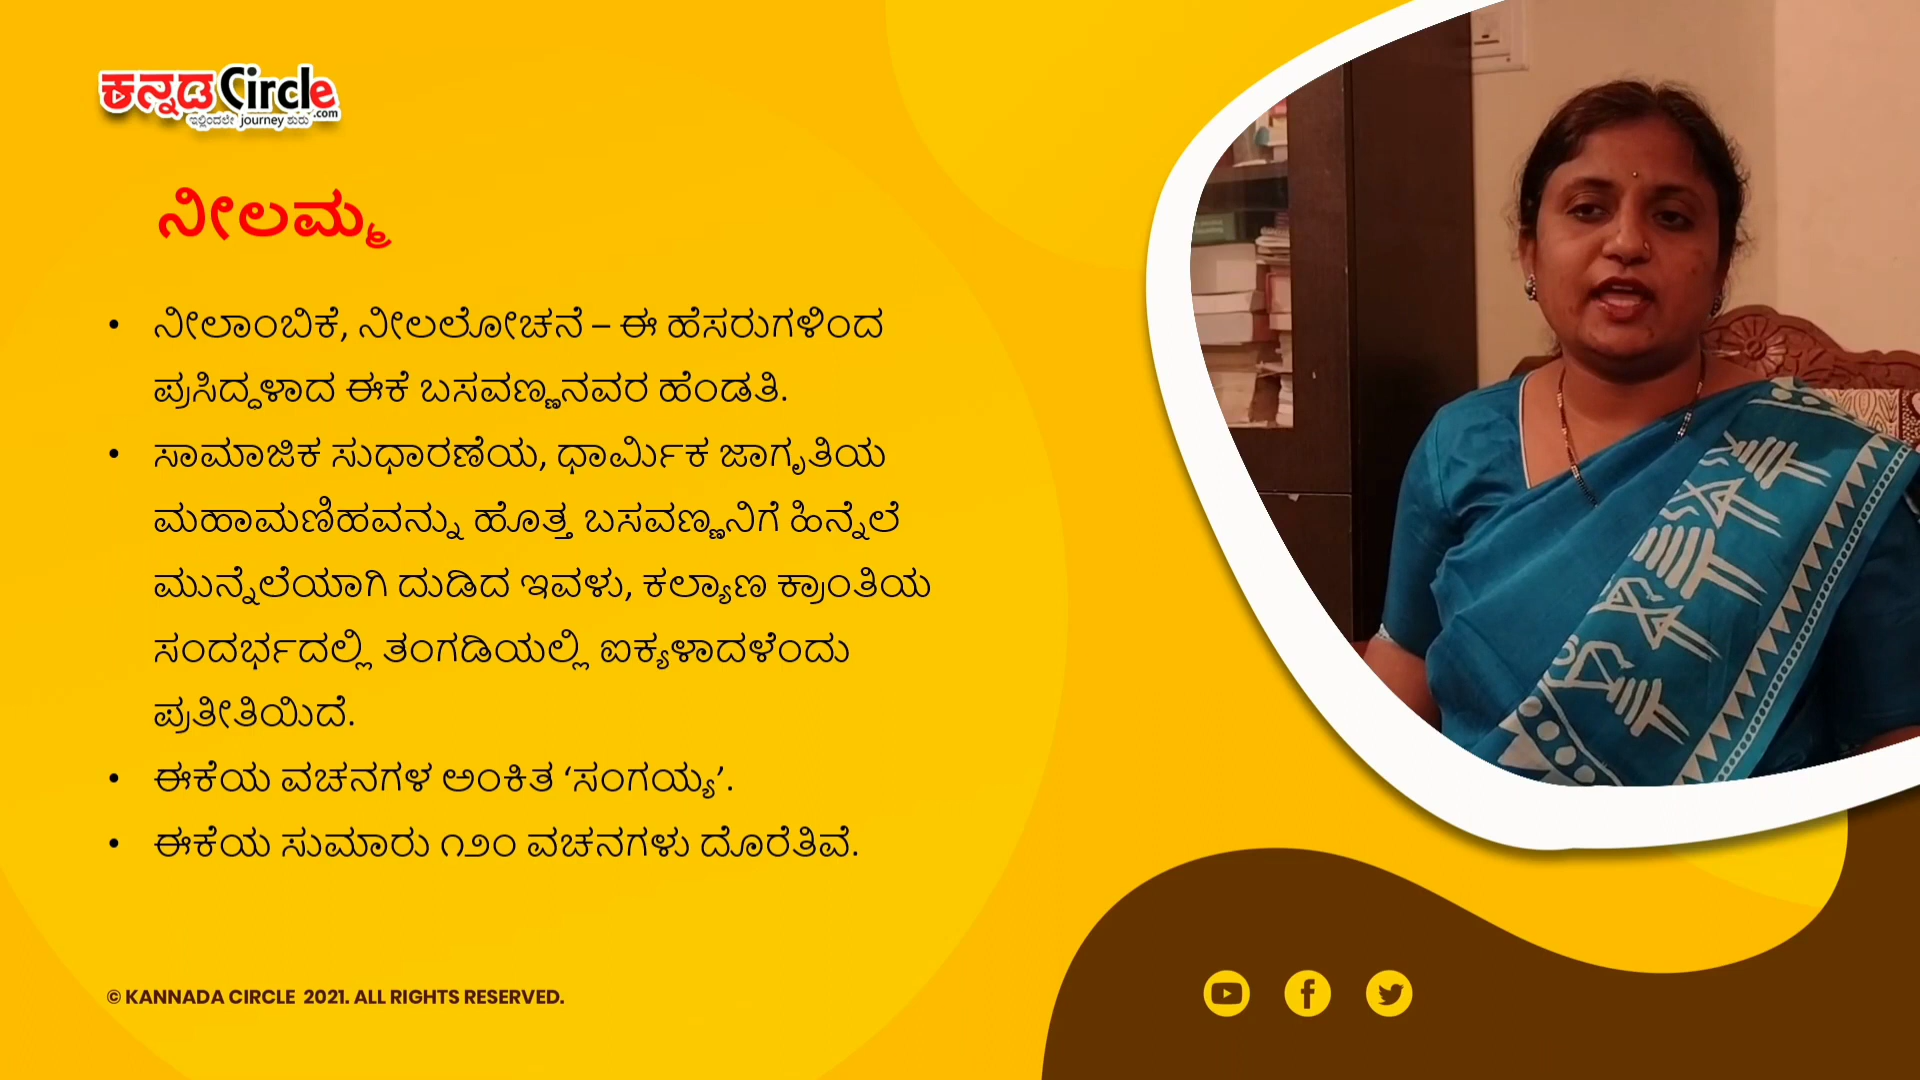 ಕನ್ನಡ Circle
.com
ಇಲ್ಲಿಂದಲೇ journey ಶುರು
ನೀಲಮ್ಮ
• ನೀಲಾಂಬಿಕೆ, ನೀಲಲೋಚನೆ – ಈ ಹೆಸರುಗಳಿಂದ
ಪ್ರಸಿದ್ಧಳಾದ ಈಕೆ ಬಸವಣ್ಣನವರ ಹೆಂಡತಿ.
• ಸಾಮಾಜಿಕ ಸುಧಾರಣೆಯ, ಧಾರ್ಮಿಕ ಜಾಗೃತಿಯ
ಮಹಾಮಣಿಹವನ್ನು ಹೊತ್ತ ಬಸವಣ್ಣನಿಗೆ ಹಿನ್ನೆಲೆ
ಮುನ್ನೆಲೆಯಾಗಿ ದುಡಿದ ಇವಳು, ಕಲ್ಯಾಣ ಕ್ರಾಂತಿಯ
ಸಂದರ್ಭದಲ್ಲಿ ತಂಗಡಿಯಲ್ಲಿ ಐಕ್ಯಳಾದಳೆಂದು
ಪ್ರತೀತಿಯಿದೆ.
• ಈಕೆಯ ವಚನಗಳ ಅಂಕಿತ ‘ಸಂಗಯ್ಯ’.
• ಈಕೆಯ ಸುಮಾರು ೧೨೦ ವಚನಗಳು ದೊರೆತಿವೆ.
© KANNADA CIRCLE 2021. ALL RIGHTS RESERVED.